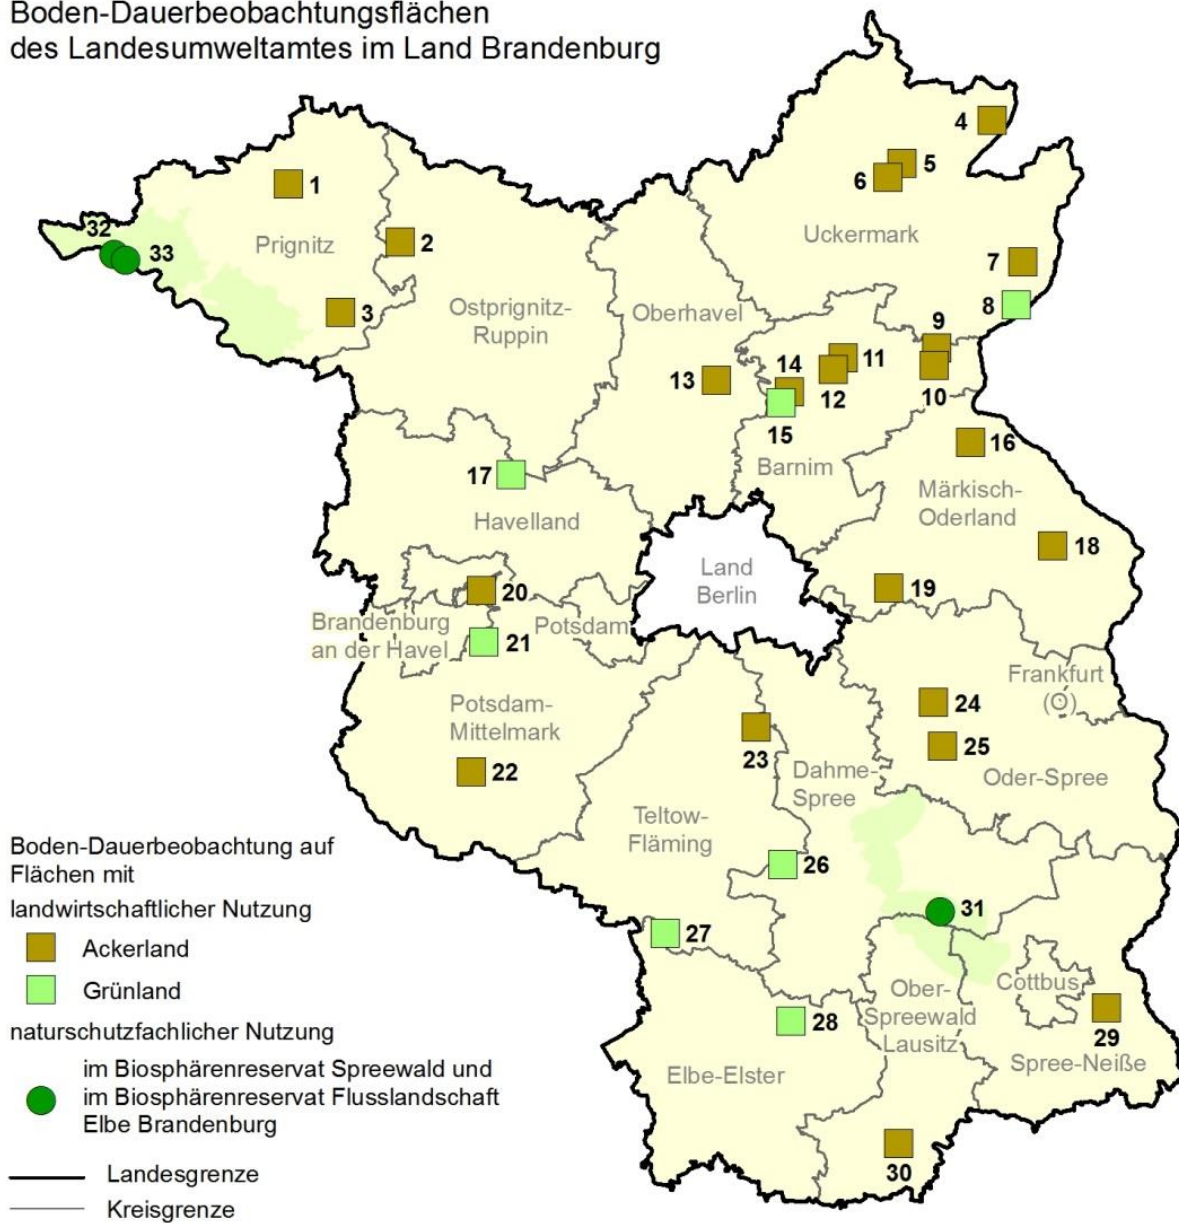 Boden-Dauerbeobachtungsflächen
des Landesumweltamtes im Land Brandenburg
4
5
6
1
32
33
Prignitz
2
Uckermark
7
8
3
Ostprignitz-
Ruppin
Oberhavel
9
14
11
13
12
10
15
16
17
Barnim
Märkisch-
Oderland
Havelland
18
Land
Berlin
19
20
Brandenburg
an der Havel
Potsdam
21
Frankfurt
(O)
24
Potsdam-
Mittelmark
23
25
22
Dahme-
Spree
Oder-Spree
Teltow-
Fläming
26
31
27
Cottbus
Ober-
Spreewald
Lausitz
28
29
Spree-Neiße
Elbe-Elster
30
Boden-Dauerbeobachtung auf
Flächen mit
landwirtschaftlicher Nutzung
Ackerland
Grünland
naturschutzfachlicher Nutzung
im Biosphärenreservat Spreewald und
im Biosphärenreservat Flusslandschaft
Elbe Brandenburg
Landesgrenze
Kreisgrenze